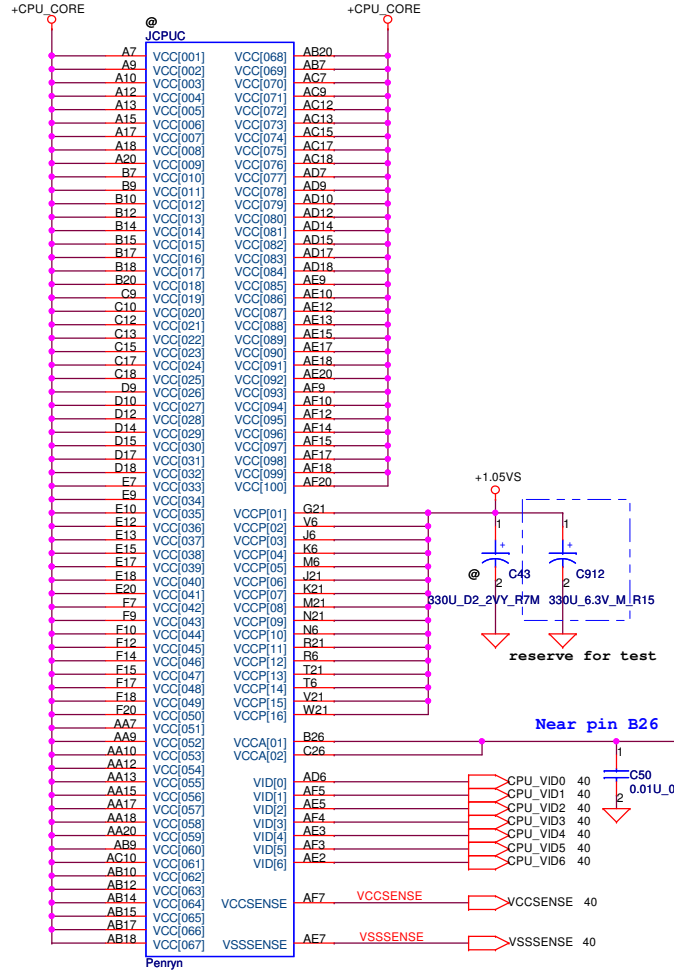 +CPU_CORE +CPU_CORE
@
JCPUC
A7 VCC[001] VCC[068] AB20
A9 VCC[002] VCC[069] AB7
A10 VCC[003] VCC[070] AC7
A12 VCC[004] VCC[071] AC9
A13 VCC[005] VCC[072] AC12
A15 VCC[006] VCC[073] AC13
A17 VCC[007] VCC[074] AC15
A18 VCC[008] VCC[075] AC17
A20 VCC[009] VCC[076] AC18
B7 VCC[010] VCC[077] AD7
B9 VCC[011] VCC[078] AD9
B10 VCC[012] VCC[079] AD10
B12 VCC[013] VCC[080] AD12
B14 VCC[014] VCC[081] AD14
B15 VCC[015] VCC[082] AD15
B17 VCC[016] VCC[083] AD17
B18 VCC[017] VCC[084] AD18
B20 VCC[018] VCC[085] AE9
C9 VCC[019] VCC[086] AE10
C10 VCC[020] VCC[087] AE12
C12 VCC[021] VCC[088] AE13
C13 VCC[022] VCC[089] AE15
C15 VCC[023] VCC[090] AE17
C17 VCC[024] VCC[091] AE18
C18 VCC[025] VCC[092] AE20
D9 VCC[026] VCC[093] AF9
D10 VCC[027] VCC[094] AF10
D12 VCC[028] VCC[095] AF12
D14 VCC[029] VCC[096] AF14
D15 VCC[030] VCC[097] AF15
D17 VCC[031] VCC[098] AF17
D18 VCC[032] VCC[099] AF18
E7 VCC[033] VCC[100] AF20
E9 VCC[034]
E10 VCC[035] VCCP[01] G21
E12 VCC[036] VCCP[02] V6
E13 VCC[037] VCCP[03] J6
E15 VCC[038] VCCP[04] K6
E17 VCC[039] VCCP[05] M6
E18 VCC[040] VCCP[06] J21
E20 VCC[041] VCCP[07] K21
F7 VCC[042] VCCP[08] M21
F9 VCC[043] VCCP[09] N21
F10 VCC[044] VCCP[10] N6
F12 VCC[045] VCCP[11] R21
F14 VCC[046] VCCP[12] R6
F15 VCC[047] VCCP[13] T21
F17 VCC[048] VCCP[14] T6
F18 VCC[049] VCCP[15] V21
F20 VCC[050] VCCP[16] W21
AA7 VCC[051]
AA9 VCC[052] VCCA[01] B26
AA10 VCC[053] VCCA[02] C26
AA12 VCC[054]
AA13 VCC[055] VID[0] AD6 CPU_VID0 40
AA15 VCC[056] VID[1] AF5 CPU_VID1 40
AA17 VCC[057] VID[2] AE5 CPU_VID2 40
AA18 VCC[058] VID[3] AF4 CPU_VID3 40
AA20 VCC[059] VID[4] AE3 CPU_VID4 40
AB9 VCC[060] VID[5] AF3 CPU_VID5 40
AC10 VCC[061] VID[6] AE2 CPU_VID6 40
AB10 VCC[062]
AB12 VCC[063]
AB14 VCC[064] VCCSENSE AF7 VCCSENSE VCCSENSE 40
AB15 VCC[065]
AB17 VCC[066]
AB18 VCC[067] VSSSENSE AE7 VSSSENSE VSSSENSE 40
Penryn
+1.05VS
1 1
+ +
@ C43 C912
2 2
330U_D2_2VY_R7M 330U_6.3V_M_R15
reserve for test
Near pin B26
1
C50
0.01U_0
2